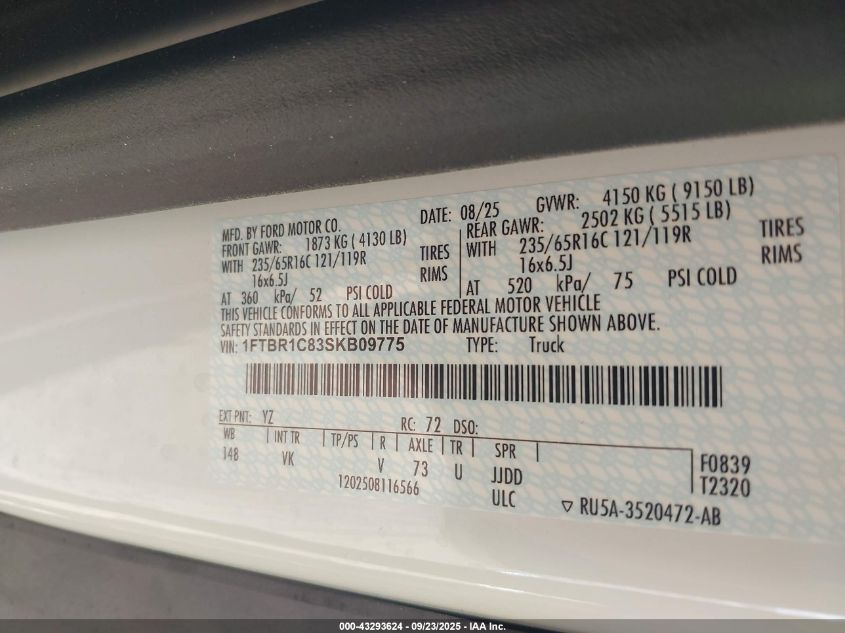 MFD. BY FORD MOTOR CO.
DATE: 08/25 GVWR: 4150 KG ( 9150 LB)
FRONT GAWR: 1873 KG ( 4130 LB)
WITH 235/65R16C 121/119R TIRES
16x6.5J RIMS
AT 360 kPa/ 52 PSI COLD
REAR GAWR: 2502 KG ( 5515 LB)
WITH 235/65R16C 121/119R TIRES
16x6.5J RIMS
AT 520 kPa/ 75 PSI COLD
THIS VEHICLE CONFORMS TO ALL APPLICABLE FEDERAL MOTOR VEHICLE
SAFETY STANDARDS IN EFFECT ON THE DATE OF MANUFACTURE SHOWN ABOVE.
VIN: 1FTBR1C83SKB09775 TYPE: Truck
EXT PNT: YZ RC: 72 DSO:
WB INT TR TP/PS R AXLE TR SPR
148 VK V 73 U JJDD
1202508116566 ULC
F0839
T2320
▽ RU5A-3520472-AB
000-43293624 - 09/23/2025 - IAA Inc.